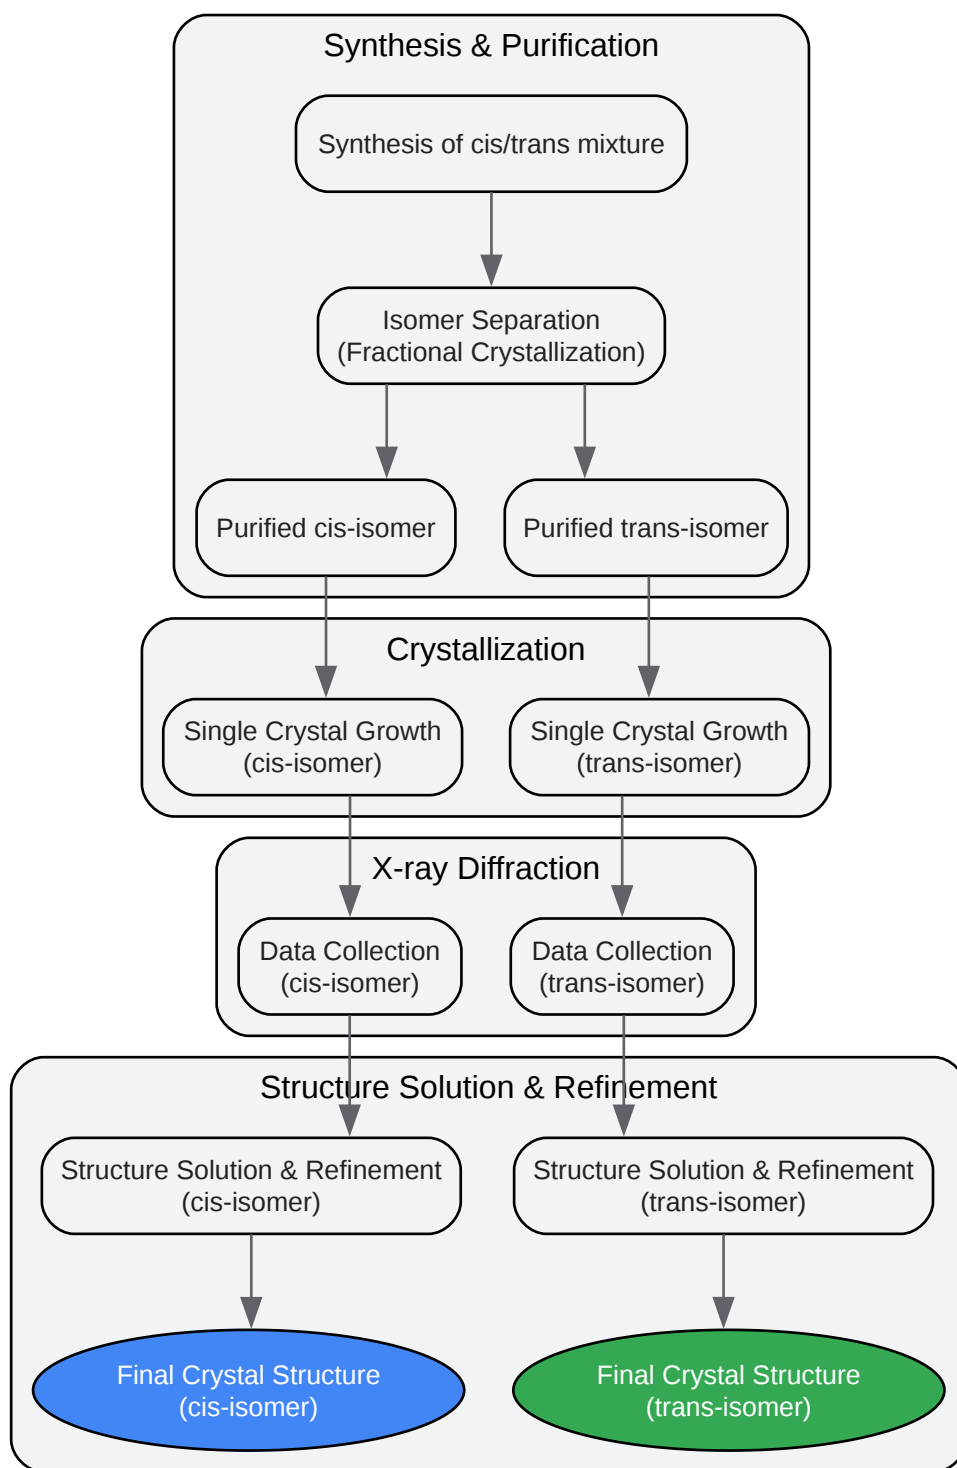 Synthesis & Purification
Synthesis of cis/trans mixture
Isomer Separation
(Fractional Crystallization)
Purified cis-isomer
Purified trans-isomer
Crystallization
Single Crystal Growth
(cis-isomer)
Single Crystal Growth
(trans-isomer)
X-ray Diffraction
Data Collection
(cis-isomer)
Data Collection
(trans-isomer)
Structure Solution & Refinement
Structure Solution & Refinement
(cis-isomer)
Structure Solution & Refinement
(trans-isomer)
Final Crystal Structure
(cis-isomer)
Final Crystal Structure
(trans-isomer)